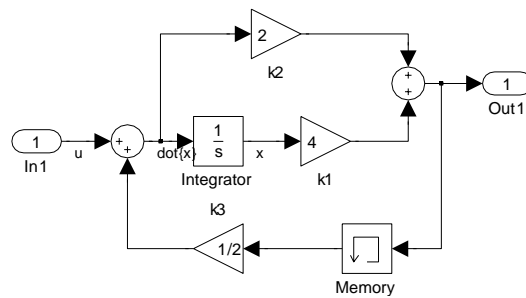 2
k2
+
+
1
Out1
1
In1
u
+
+
dot{x}
1
s
Integrator
x
4
k1
k3
1/2
Memory